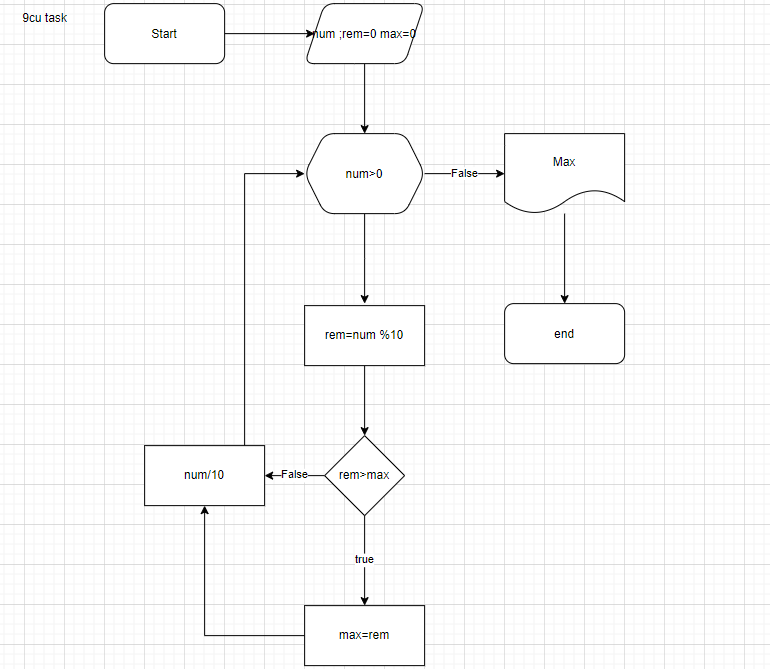 9cu task
Start
num ;rem=0 max=0
num>0
False
Max
rem=num %10
end
num/10
False
rem>max
true
max=rem